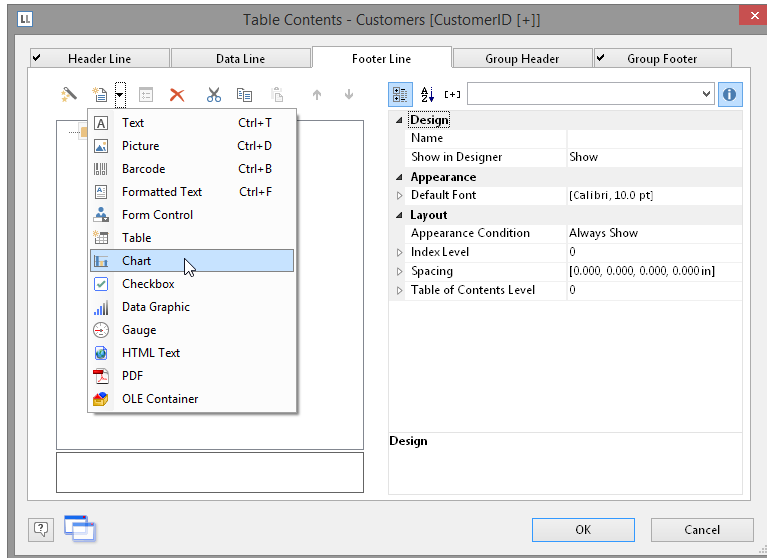 LL
Table Contents - Customers [CustomerID [+]]
Header Line
Data Line
Footer Line
Group Header
Group Footer
[+]
Text Ctrl+T
Picture Ctrl+D
Barcode Ctrl+B
Formatted Text Ctrl+F
Form Control
Table
Chart
Checkbox
Data Graphic
Gauge
HTML Text
PDF
OLE Container
Design
Name
Show in Designer Show
Appearance
Default Font [Calibri, 10.0 pt]
Layout
Appearance Condition Always Show
Index Level 0
Spacing [0.000, 0.000, 0.000, 0.000 in]
Table of Contents Level 0
Design
OK
Cancel